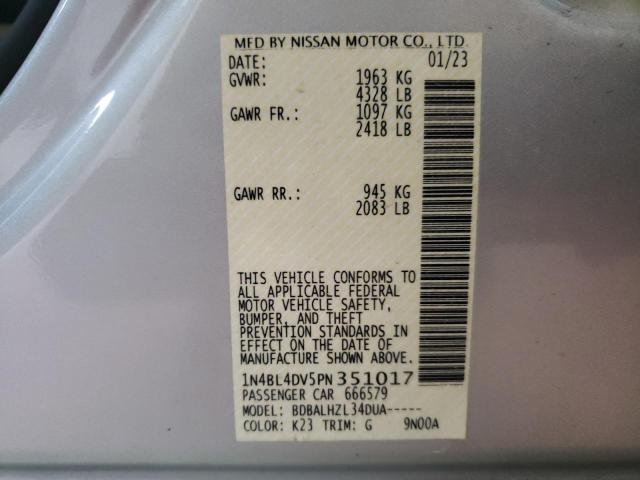 MFD BY NISSAN MOTOR CO., LTD.
DATE: 01/23
GVWR: 1963 KG
4328 LB
GAWR FR.: 1097 KG
2418 LB
GAWR RR.: 945 KG
2083 LB
THIS VEHICLE CONFORMS TO
ALL APPLICABLE FEDERAL
MOTOR VEHICLE SAFETY,
BUMPER, AND THEFT
PREVENTION STANDARDS IN
EFFECT ON THE DATE OF
MANUFACTURE SHOWN ABOVE.
1N4BL4DV5PN351017
PASSENGER CAR 666579
MODEL: BDBALHZL34DUA-----
COLOR: K23 TRIM: G 9N00A